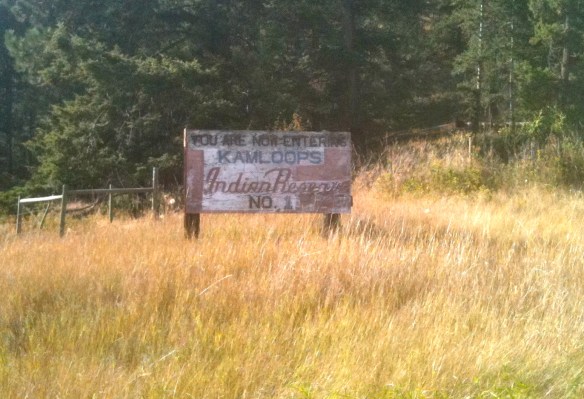 YOU ARE NOW ENTERING
KAMLOOPS
Indian Reserve
NO. 1